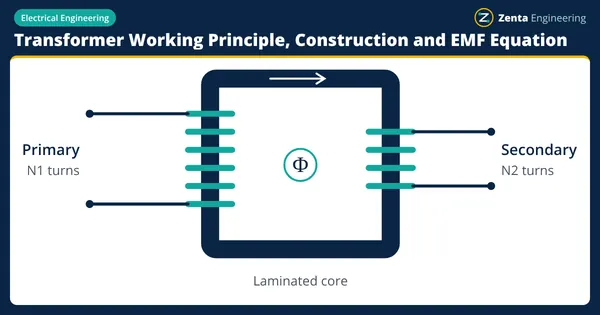 Electrical Engineering
Zenta Engineering
Transformer Working Principle, Construction and EMF Equation
Primary
N1 turns
Φ
Secondary
N2 turns
Laminated core